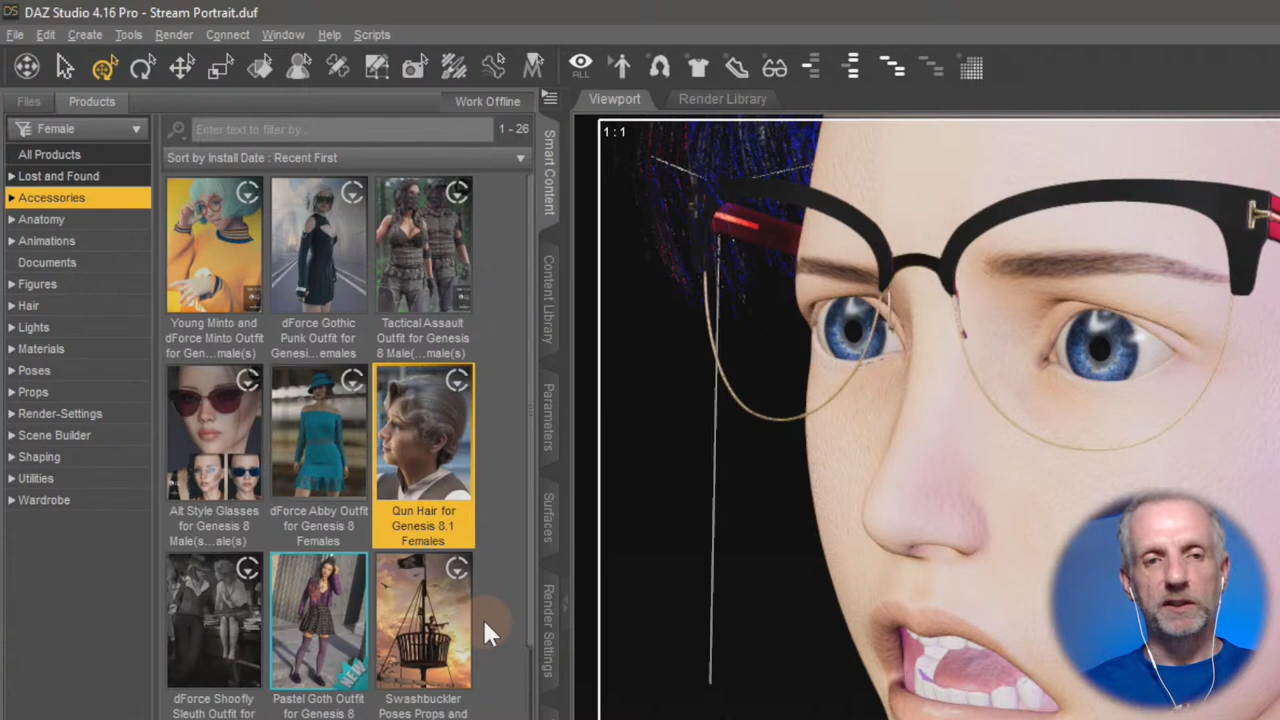 DS DAZ Studio 4.16 Pro - Stream Portrait.duf
File Edit Create Tools Render Connect Window Help Scripts
ALL
Files Products Work Offline
Viewport Render Library
Female
Enter text to filter by...
1 - 26
Sort by Install Date : Recent First
All Products
Lost and Found
Accessories
Anatomy
Animations
Documents
Figures
Hair
Lights
Materials
Poses
Props
Render-Settings
Scene Builder
Shaping
Utilities
Wardrobe
Young Minto and
dForce Minto Outfit
for Gen...male(s)
dForce Gothic
Punk Outfit for
Genesi...emales
Tactical Assault
Outfit for Genesis
8 Male(...male(s)
Alt Style Glasses
for Genesis 8
Male(s)...ale(s)
dForce Abby Outfit
for Genesis 8
Females
Qun Hair for
Genesis 8.1
Females
dForce Shoofly
Sleuth Outfit for
NEW
Pastel Goth Outfit
for Genesis 8
Swashbuckler
Poses Props and
Smart Content
Content Library
Parameters
Surfaces
Render Settings
1 : 1